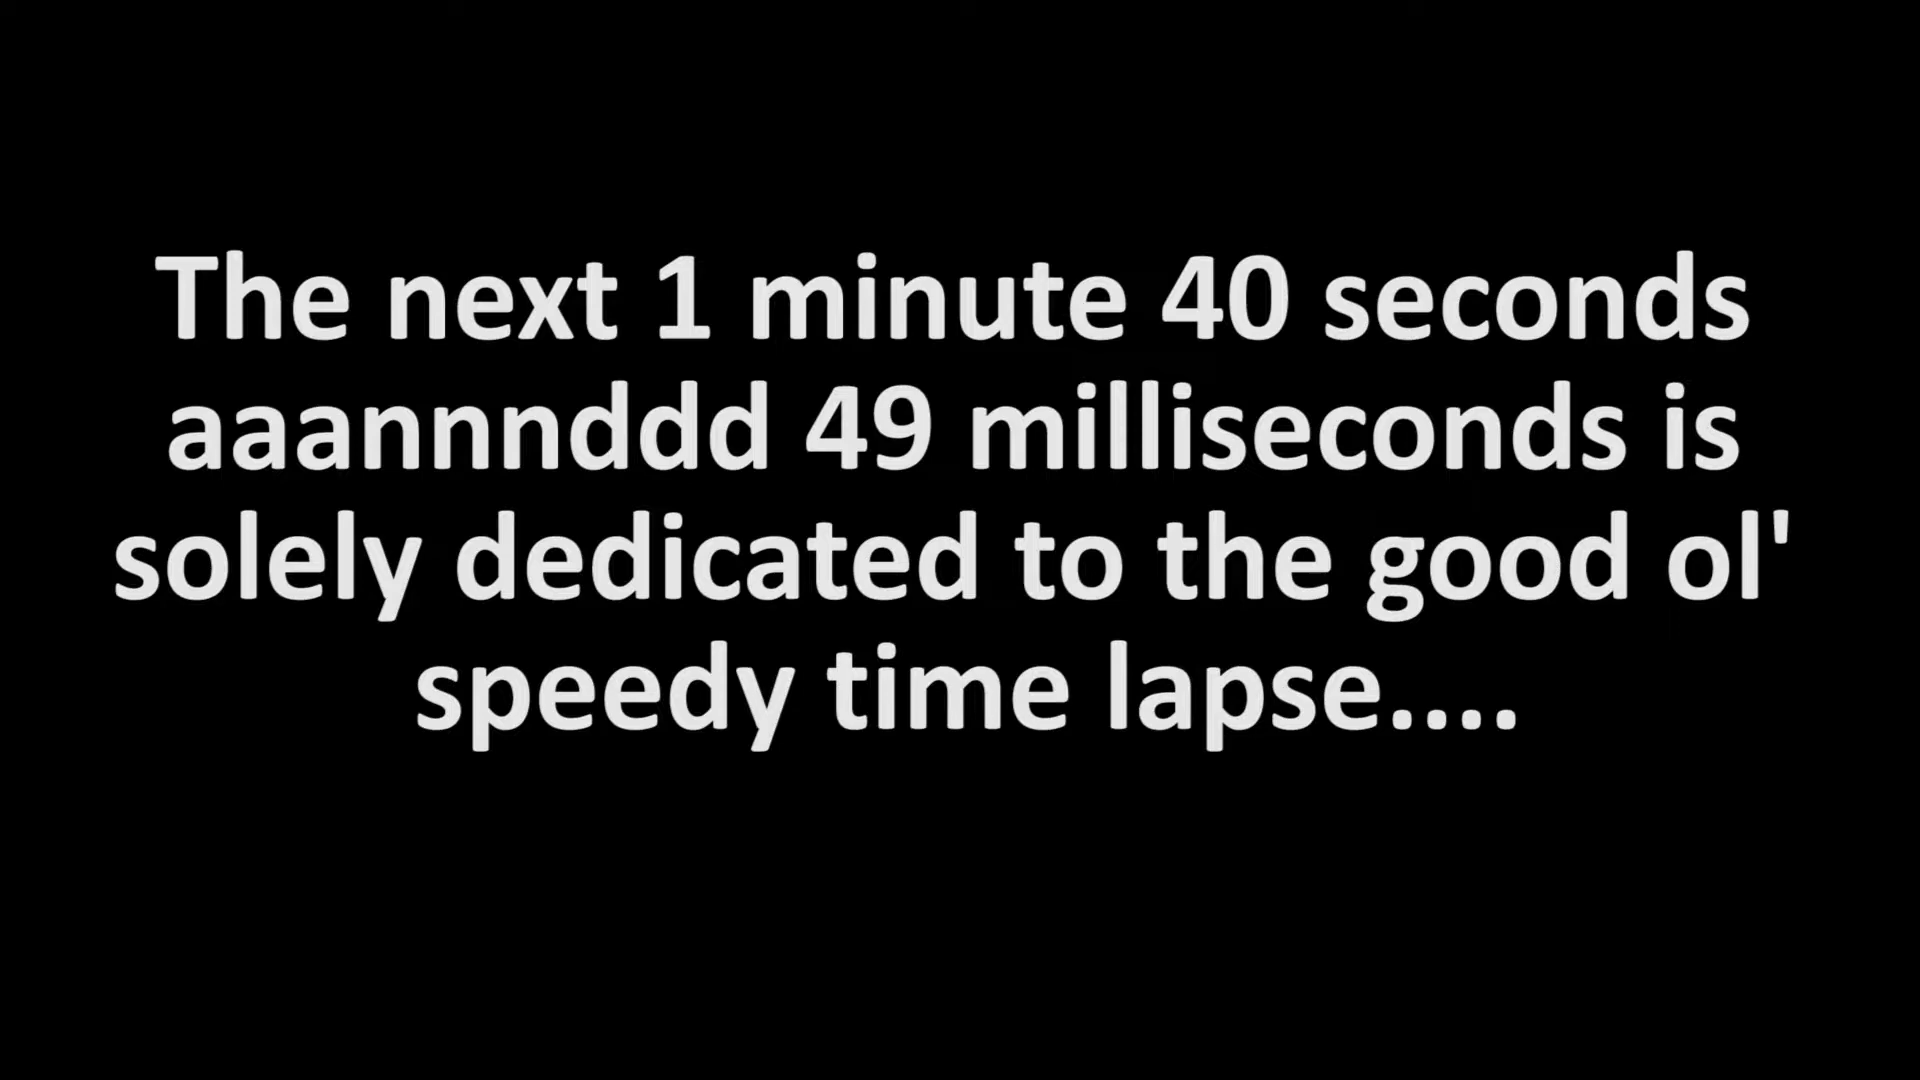 The next 1 minute 40 seconds
aaannnddd 49 milliseconds is
solely dedicated to the good ol'
speedy time lapse....